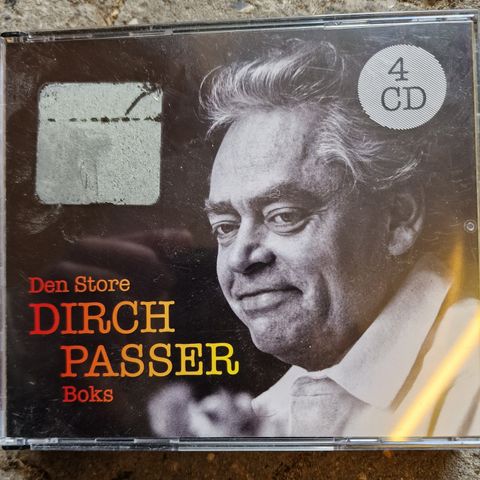 4
CD
Den Store
DIRCH
PASSER
Boks